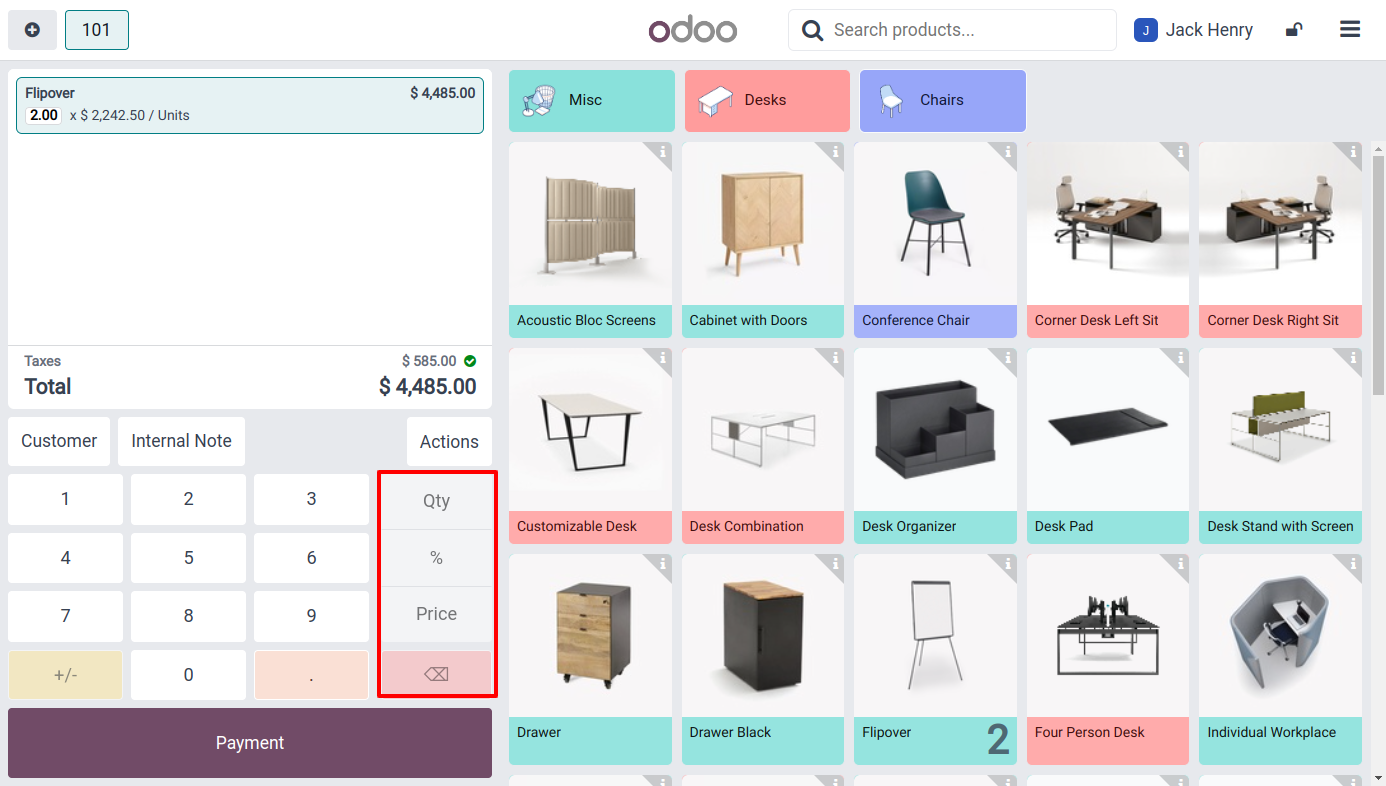 101
odoo
Search products...
J Jack Henry
Flipover $ 4,485.00
2.00 x $ 2,242.50 / Units
Taxes $ 585.00
Total $ 4,485.00
Customer Internal Note Actions
1 2 3 Qty
4 5 6 %
7 8 9 Price
+/- 0 .
Payment
Misc Desks Chairs
Acoustic Bloc Screens Cabinet with Doors Conference Chair Corner Desk Left Sit Corner Desk Right Sit
Customizable Desk Desk Combination Desk Organizer Desk Pad Desk Stand with Screen
Drawer Drawer Black Flipover 2 Four Person Desk Individual Workplace